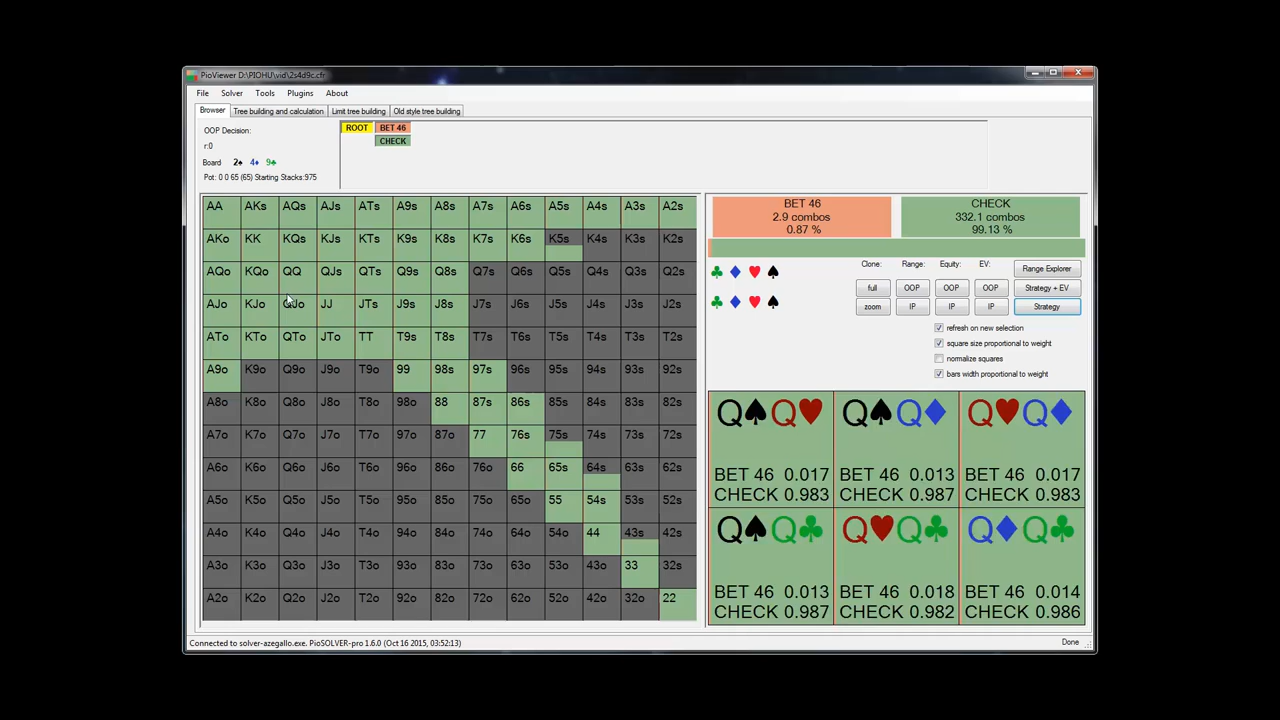 PioViewer D:\PIOHU\vid\2s4d9c.cfr
File Solver Tools Plugins About
Browser Tree building and calculation Limit tree building Old style tree building
OOP Decision:
r:0
Board 2♠ 4♦ 9♣
Pot: 0 0 65 (65) Starting Stacks:975
ROOT BET 46
CHECK
AA AKs AQs AJs ATs A9s A8s A7s A6s A5s A4s A3s A2s
AKo KK KQs KJs KTs K9s K8s K7s K6s K5s K4s K3s K2s
AQo KQo QQ QJs QTs Q9s Q8s Q7s Q6s Q5s Q4s Q3s Q2s
AJo KJo QJo JJ JTs J9s J8s J7s J6s J5s J4s J3s J2s
ATo KTo QTo JTo TT T9s T8s T7s T6s T5s T4s T3s T2s
A9o K9o Q9o J9o T9o 99 98s 97s 96s 95s 94s 93s 92s
A8o K8o Q8o J8o T8o 98o 88 87s 86s 85s 84s 83s 82s
A7o K7o Q7o J7o T7o 97o 87o 77 76s 75s 74s 73s 72s
A6o K6o Q6o J6o T6o 96o 86o 76o 66 65s 64s 63s 62s
A5o K5o Q5o J5o T5o 95o 85o 75o 65o 55 54s 53s 52s
A4o K4o Q4o J4o T4o 94o 84o 74o 64o 54o 44 43s 42s
A3o K3o Q3o J3o T3o 93o 83o 73o 63o 53o 43o 33 32s
A2o K2o Q2o J2o T2o 92o 82o 72o 62o 52o 42o 32o 22
BET 46 CHECK
2.9 combos 332.1 combos
0.87 % 99.13 %
♣ ♦ ♥ ♠
♣ ♦ ♥ ♠
Clone: Range: Equity: EV: Range Explorer
full OOP OOP OOP Strategy + EV
zoom IP IP IP Strategy
refresh on new selection
square size proportional to weight
normalize squares
bars width proportional to weight
Q♠Q♥ Q♠Q♦ Q♥Q♦
BET 46 0.017 BET 46 0.013 BET 46 0.017
CHECK 0.983 CHECK 0.987 CHECK 0.983
Q♠Q♣ Q♥Q♣ Q♦Q♣
BET 46 0.013 BET 46 0.018 BET 46 0.014
CHECK 0.987 CHECK 0.982 CHECK 0.986
Connected to solver-azegallo.exe. PioSOLVER-pro 1.6.0 (Oct 16 2015, 03:52:13) Done